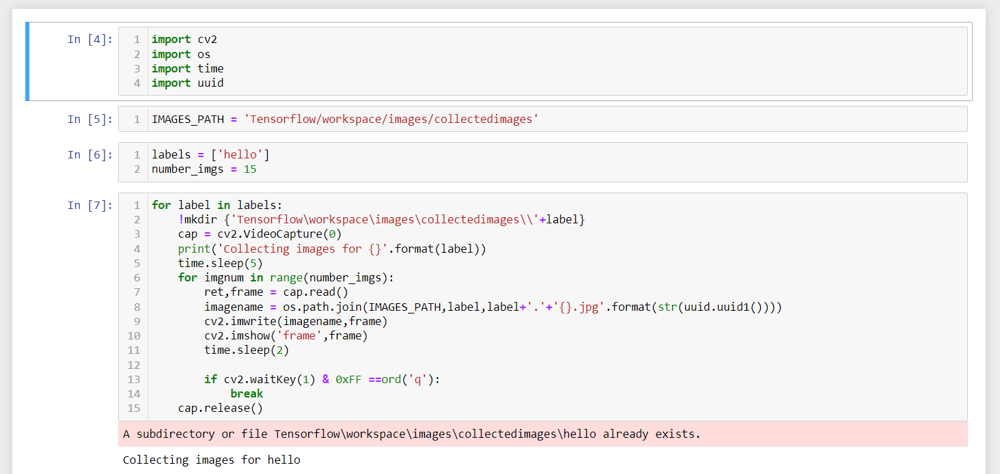 In [4]:
1 import cv2
2 import os
3 import time
4 import uuid
In [5]:
1 IMAGES_PATH = 'Tensorflow/workspace/images/collectedimages'
In [6]:
1 labels = ['hello']
2 number_imgs = 15
In [7]:
1 for label in labels:
2     !mkdir {'Tensorflow\workspace\images\collectedimages\\'+label}
3     cap = cv2.VideoCapture(0)
4     print('Collecting images for {}'.format(label))
5     time.sleep(5)
6     for imgnum in range(number_imgs):
7         ret,frame = cap.read()
8         imagename = os.path.join(IMAGES_PATH,label,label+'.'+'{}.jpg'.format(str(uuid.uuid1())))
9         cv2.imwrite(imagename,frame)
10         cv2.imshow('frame',frame)
11         time.sleep(2)
12
13         if cv2.waitKey(1) & 0xFF ==ord('q'):
14             break
15     cap.release()
A subdirectory or file Tensorflow\workspace\images\collectedimages\hello already exists.
Collecting images for hello